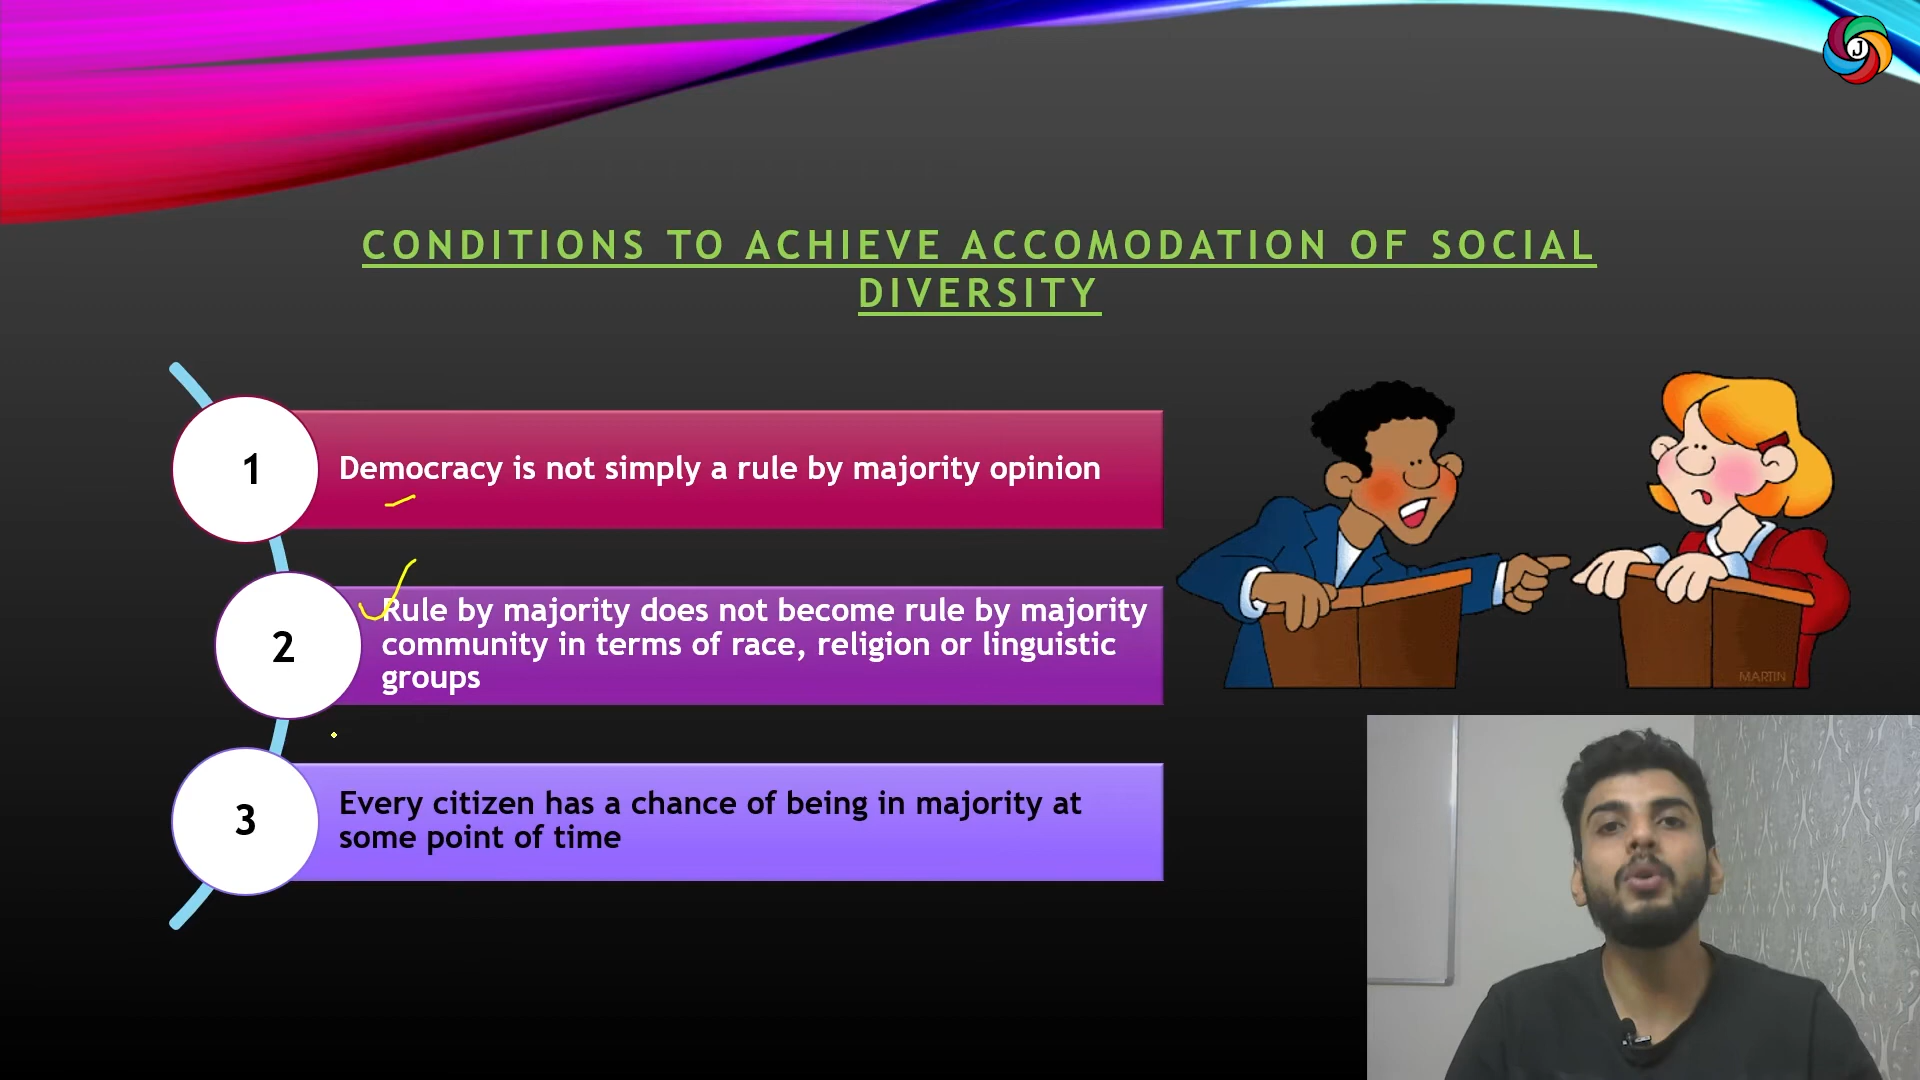 J
CONDITIONS TO ACHIEVE ACCOMODATION OF SOCIAL
DIVERSITY
1
Democracy is not simply a rule by majority opinion
2
Rule by majority does not become rule by majority
community in terms of race, religion or linguistic
groups
3
Every citizen has a chance of being in majority at
some point of time
MARTIN